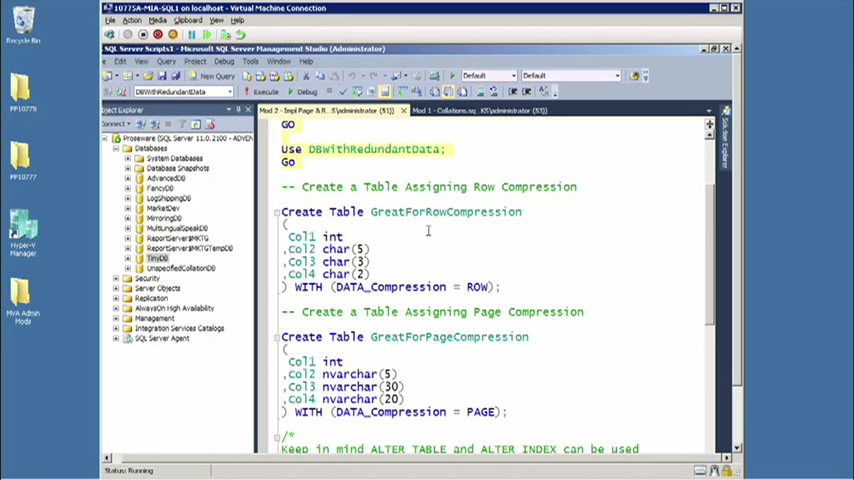 10775A-MIA-SQL1 on localhost - Virtual Machine Connection
File Action Media Clipboard View Help
SQL Server Scripts1 - Microsoft SQL Server Management Studio (Administrator)
Edit View Query Project Debug Tools Window Help
New Query
Default
Default
DBWithRedundantData
Execute
Debug
Object Explorer
Mod 2 - Impl Page & R...S\administrator (51))
Mod 1 - Collations.sq...KS\administrator (53))
Connect
Proseware (SQL Server 11.0.2100 - ADVEN
Databases
System Databases
Database Snapshots
AdvancedDB
FancyDB
LogShippingDB
MarketDev
MirroringDB
MultiLingualSpeakDB
ReportServer$MKTG
ReportServer$MKTGTempDB
TinyDB
UnspecifiedCollationDB
Security
Server Objects
Replication
AlwaysOn High Availability
Management
Integration Services Catalogs
SQL Server Agent
GO
Use DBWithRedundantData;
Go
-- Create a Table Assigning Row Compression
Create Table GreatForRowCompression
(
Col1 int
,Col2 char(5)
,Col3 char(3)
,Col4 char(2)
) WITH (DATA_Compression = ROW);
-- Create a Table Assigning Page Compression
Create Table GreatForPageCompression
(
Col1 int
,Col2 nvarchar(5)
,Col3 nvarchar(30)
,Col4 nvarchar(20)
) WITH (DATA_Compression = PAGE);
/*
Keep in mind ALTER TABLE and ALTER INDEX can be used
Solution Explorer
Status: Running
Recycle Bin
PP10775
PP10777
Hyper-V
Manager
MVA Admin
Mods